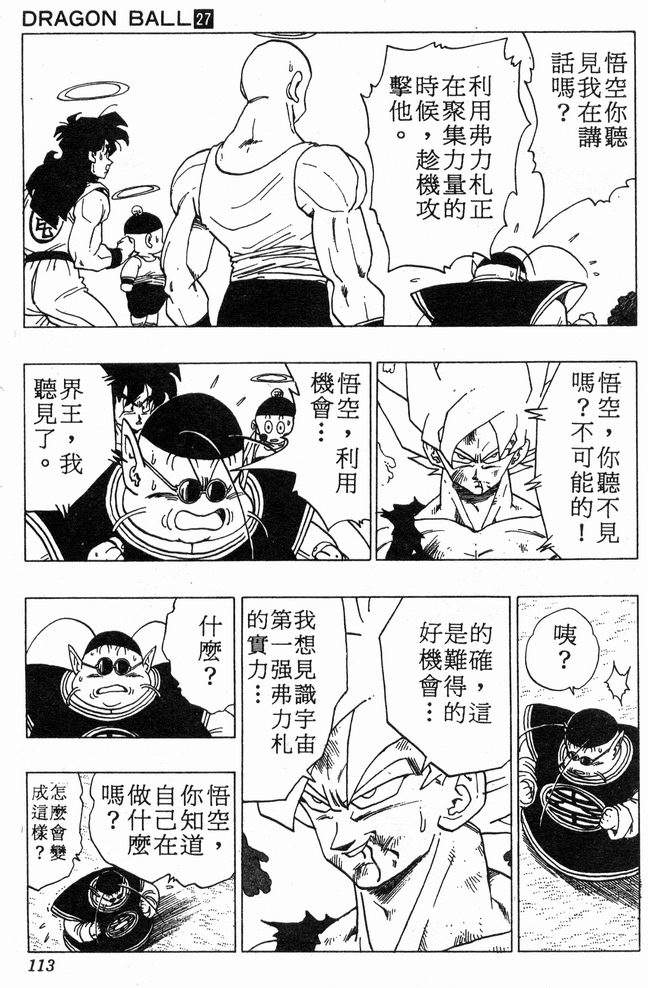 DRAGON BALL 27
悟空你聽
見我在講
話嗎？
利用弗力札正
在聚集力量的
時候，趁機攻
擊他。
悟空，你聽不見
嗎？不可能的！
悟空，利用
機會…
界王，我
聽見了。
咦？
的確，這
是難得的
好機會…
我想見識宇宙
第一强弗力札
的實力…
什麼？
悟空，
你知道
自己在
做什麼
嗎？
怎麼會變
成這樣？
113